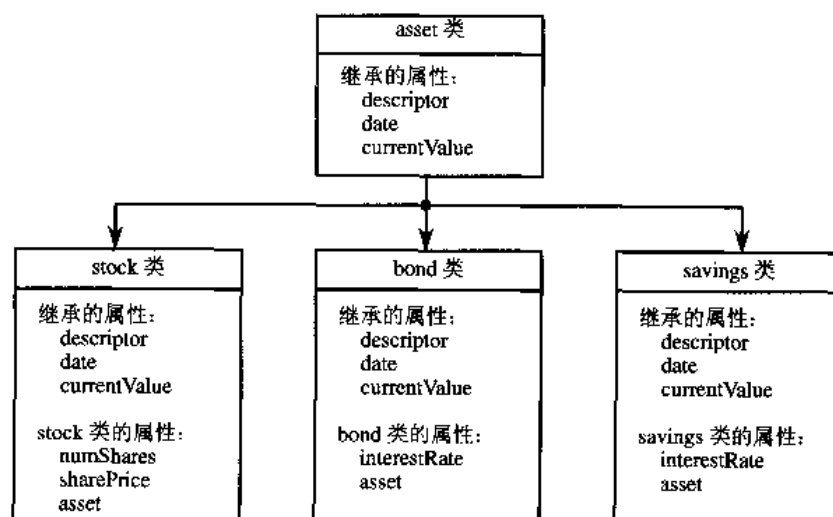 asset 类
继承的属性：
descriptor
date
currentValue
stock 类
继承的属性：
descriptor
date
currentValue
stock 类的属性：
numShares
sharePrice
asset
bond 类
继承的属性：
descriptor
date
currentValue
bond 类的属性：
interestRate
asset
savings 类
继承的属性：
descriptor
date
currentValue
savings 类的属性：
interestRate
asset